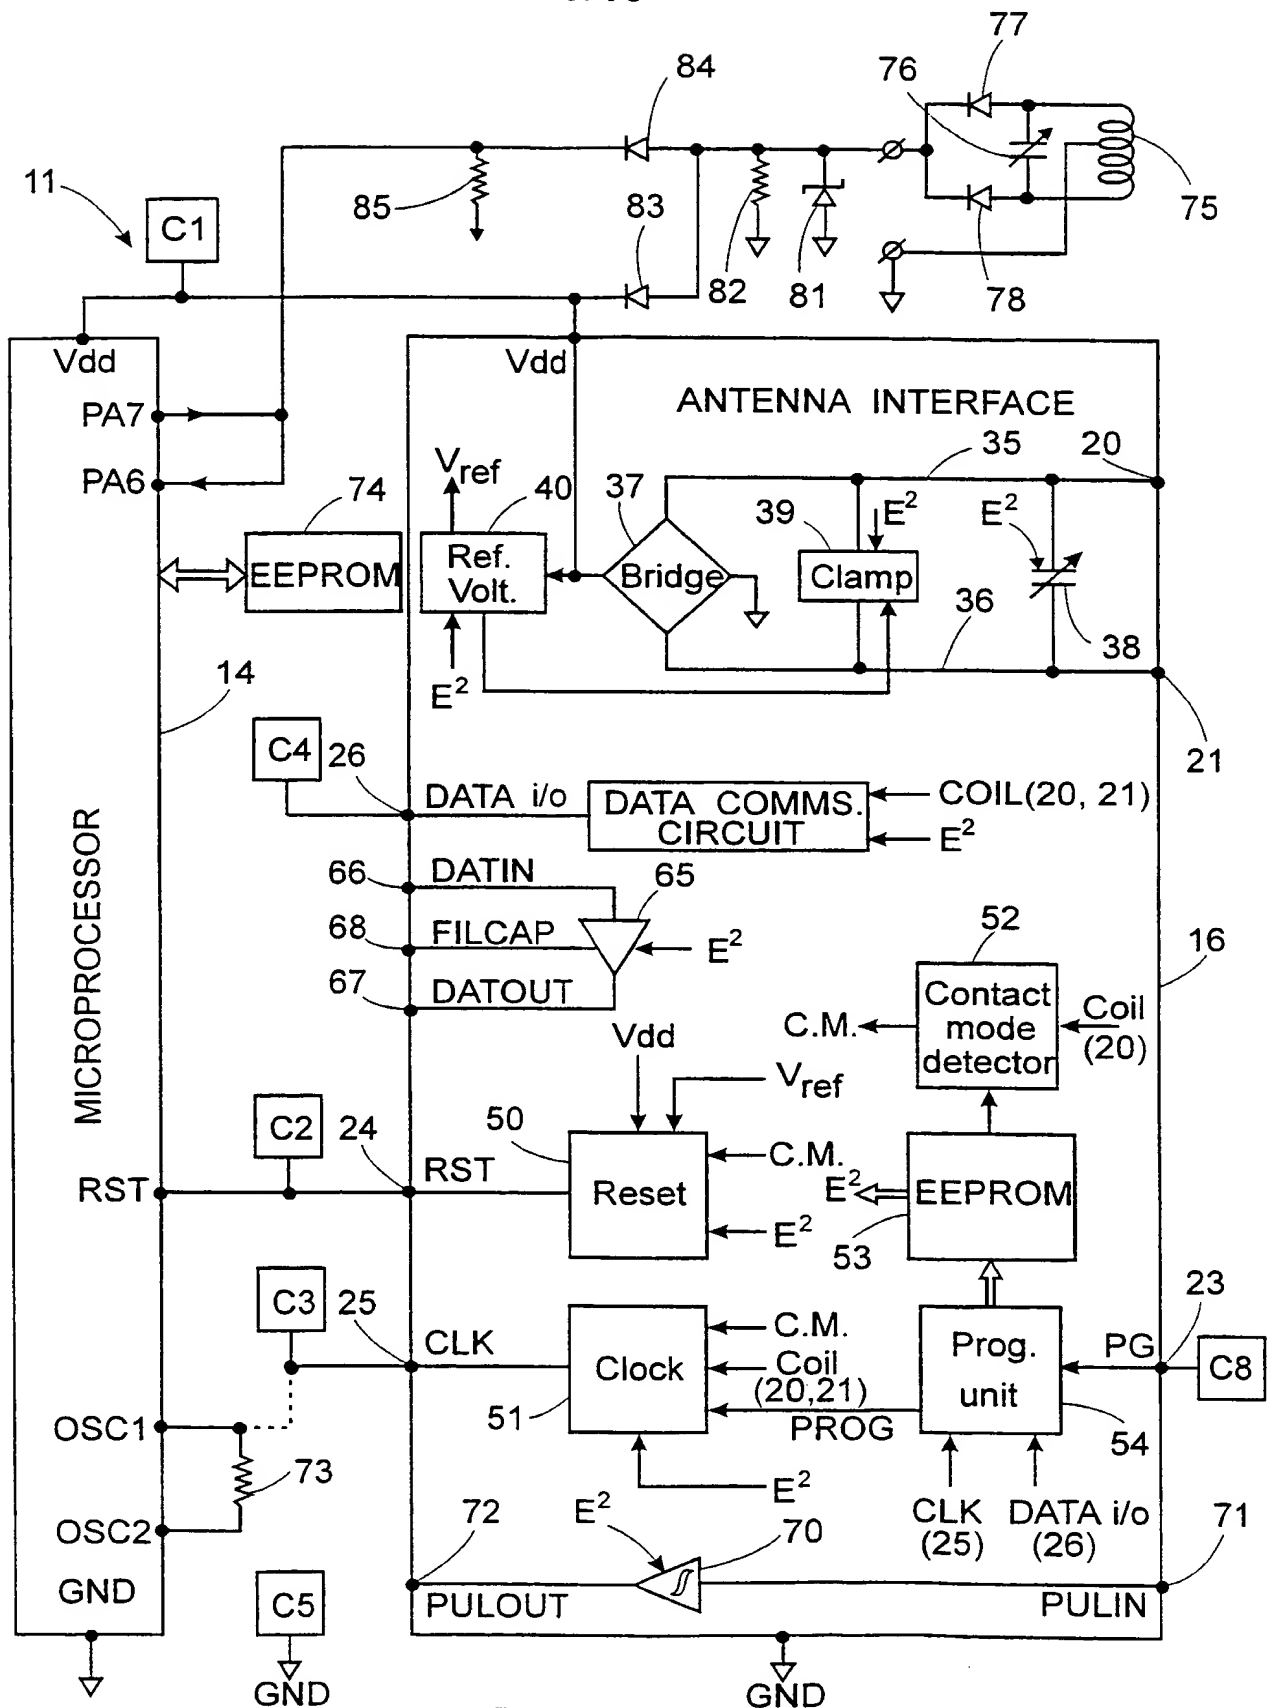 77
84
76
11
C1
85
83
82
81
78
75
Vdd
Vdd
PA7
ANTENNA INTERFACE
PA6
Vref
74
40
37
35
20
39
E²
E²
EEPROM
Ref.
Volt.
Bridge
Clamp
36
38
E²
14
21
C4
26
DATA i/o
DATA COMMS.
CIRCUIT
COIL(20, 21)
E²
MICROPROCESSOR
66
DATIN
65
68
FILCAP
E²
67
DATOUT
52
16
Contact
mode
detector
C.M.
Coil
(20)
Vdd
Vref
C2
24
50
RST
RST
Reset
C.M.
E²
E²
EEPROM
53
C3
25
CLK
Clock
51
C.M.
Coil
(20,21)
PROG
E²
Prog.
unit
54
PG
23
C8
OSC1
73
OSC2
CLK
(25)
DATA i/o
(26)
72
E²
70
71
GND
C5
PULOUT
PULIN
GND
GND